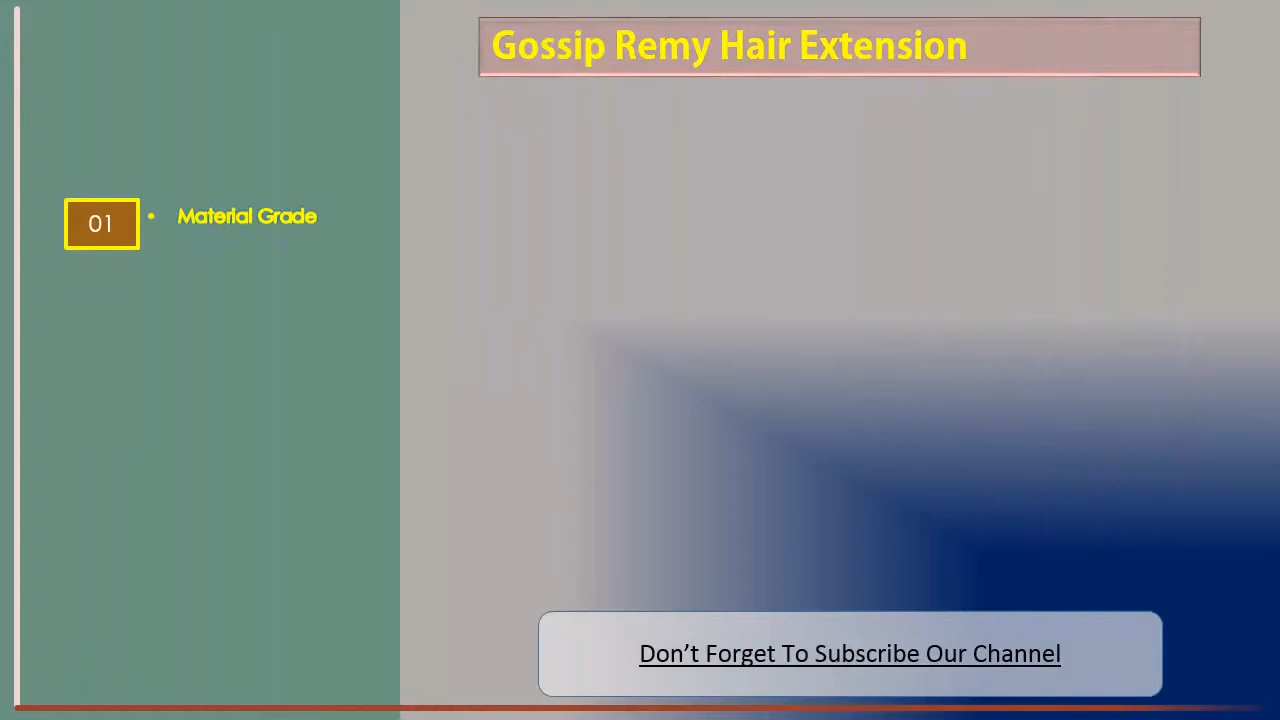 Gossip Remy Hair Extension
01
• Material Grade
Don’t Forget To Subscribe Our Channel